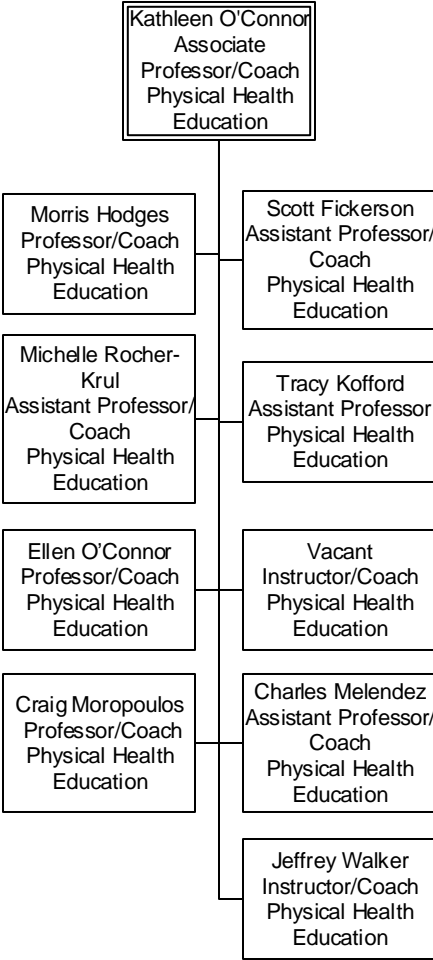 Kathleen O'Connor
Associate
Professor/Coach
Physical Health
Education
Morris Hodges
Professor/Coach
Physical Health
Education
Scott Fickerson
Assistant Professor/
Coach
Physical Health
Education
Michelle Rocher-
Krul
Assistant Professor/
Coach
Physical Health
Education
Tracy Kofford
Assistant Professor
Physical Health
Education
Ellen O’Connor
Professor/Coach
Physical Health
Education
Vacant
Instructor/Coach
Physical Health
Education
Craig Moropoulos
Professor/Coach
Physical Health
Education
Charles Melendez
Assistant Professor/
Coach
Physical Health
Education
Jeffrey Walker
Instructor/Coach
Physical Health
Education